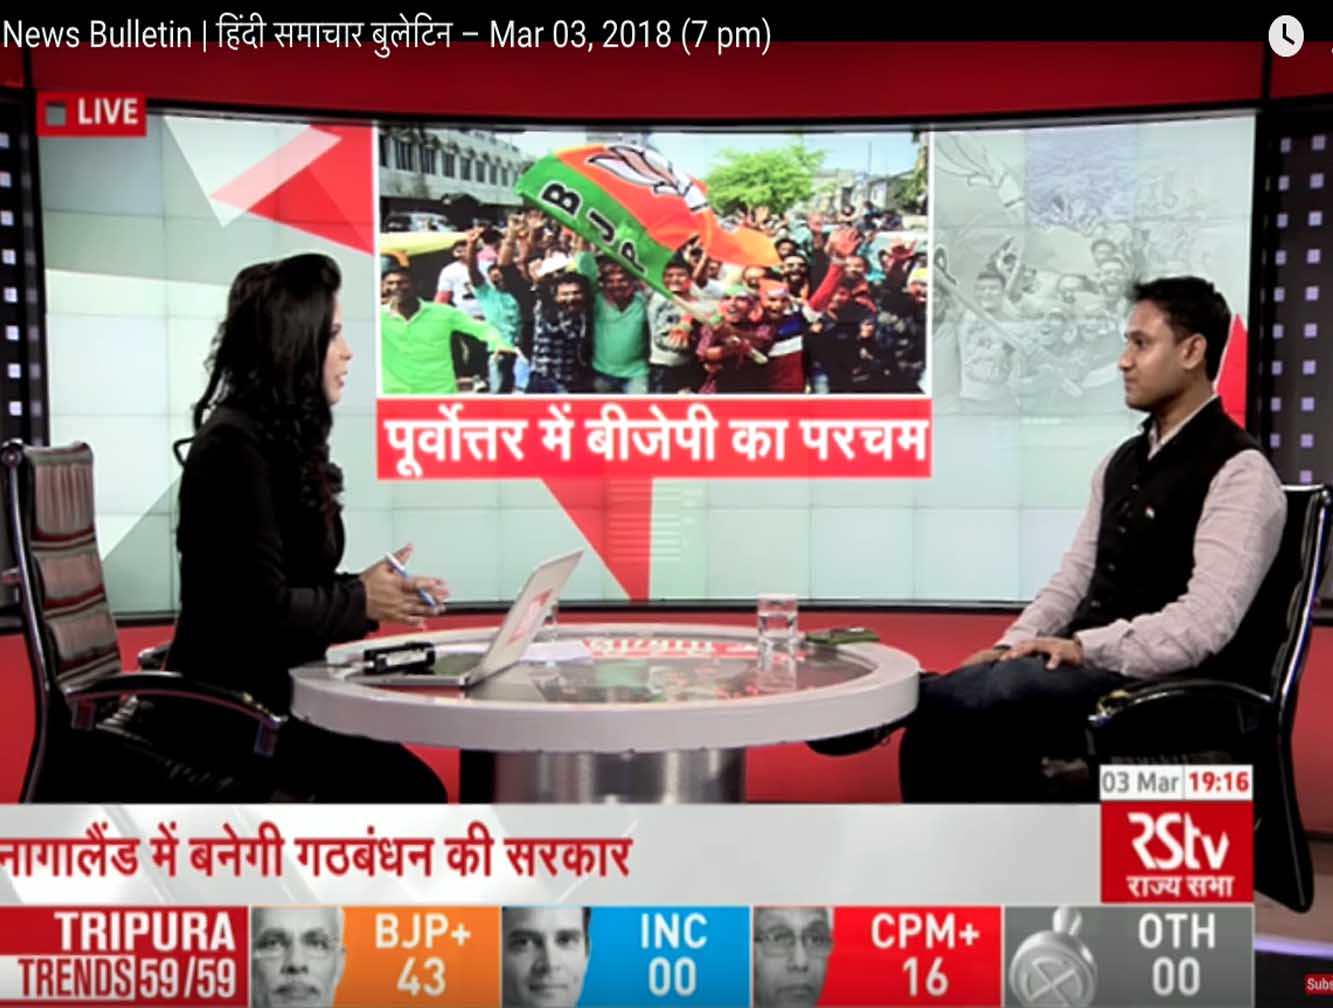 News Bulletin | हिंदी समाचार बुलेटिन – Mar 03, 2018 (7 pm)
LIVE
BJP
पूर्वोत्तर में बीजेपी का परचम
03 Mar 19:16
नागालैंड में बनेगी गठबंधन की सरकार
RStv
राज्य सभा
TRIPURA
TRENDS 59/59
BJP+
43
INC
00
CPM+
16
OTH
00
Subs